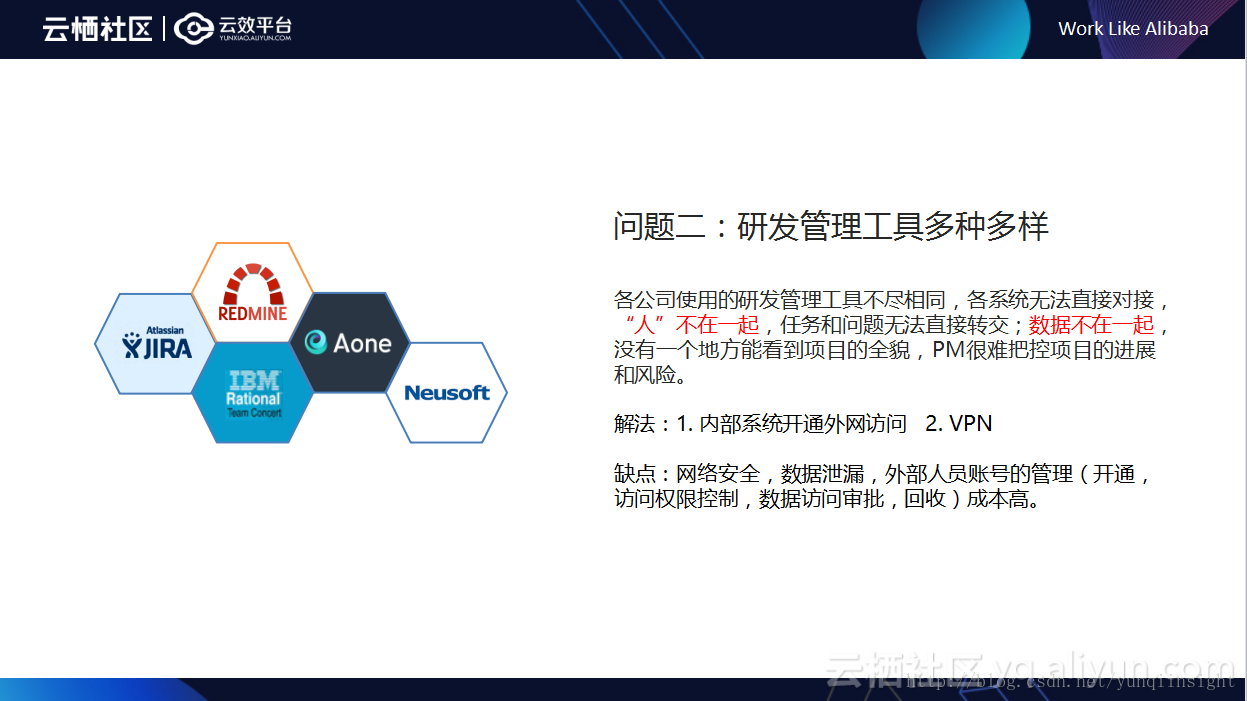 云栖社区
云效平台
YUNXIAO.ALIYUN.COM
Work Like Alibaba
问题二：研发管理工具多种多样
REDMINE
Atlassian
JIRA
Aone
IBM
Rational
Team Concert
Neusoft
各公司使用的研发管理工具不尽相同，各系统无法直接对接，
“人”不在一起，任务和问题无法直接转交；数据不在一起，
没有一个地方能看到项目的全貌，PM很难把控项目的进展
和风险。
解法：1. 内部系统开通外网访问 2. VPN
缺点：网络安全，数据泄漏，外部人员账号的管理（开通，
访问权限控制，数据访问审批，回收）成本高。
云栖社区 yq.aliyun.com
http://blog.csdn.net/yunqiinsight